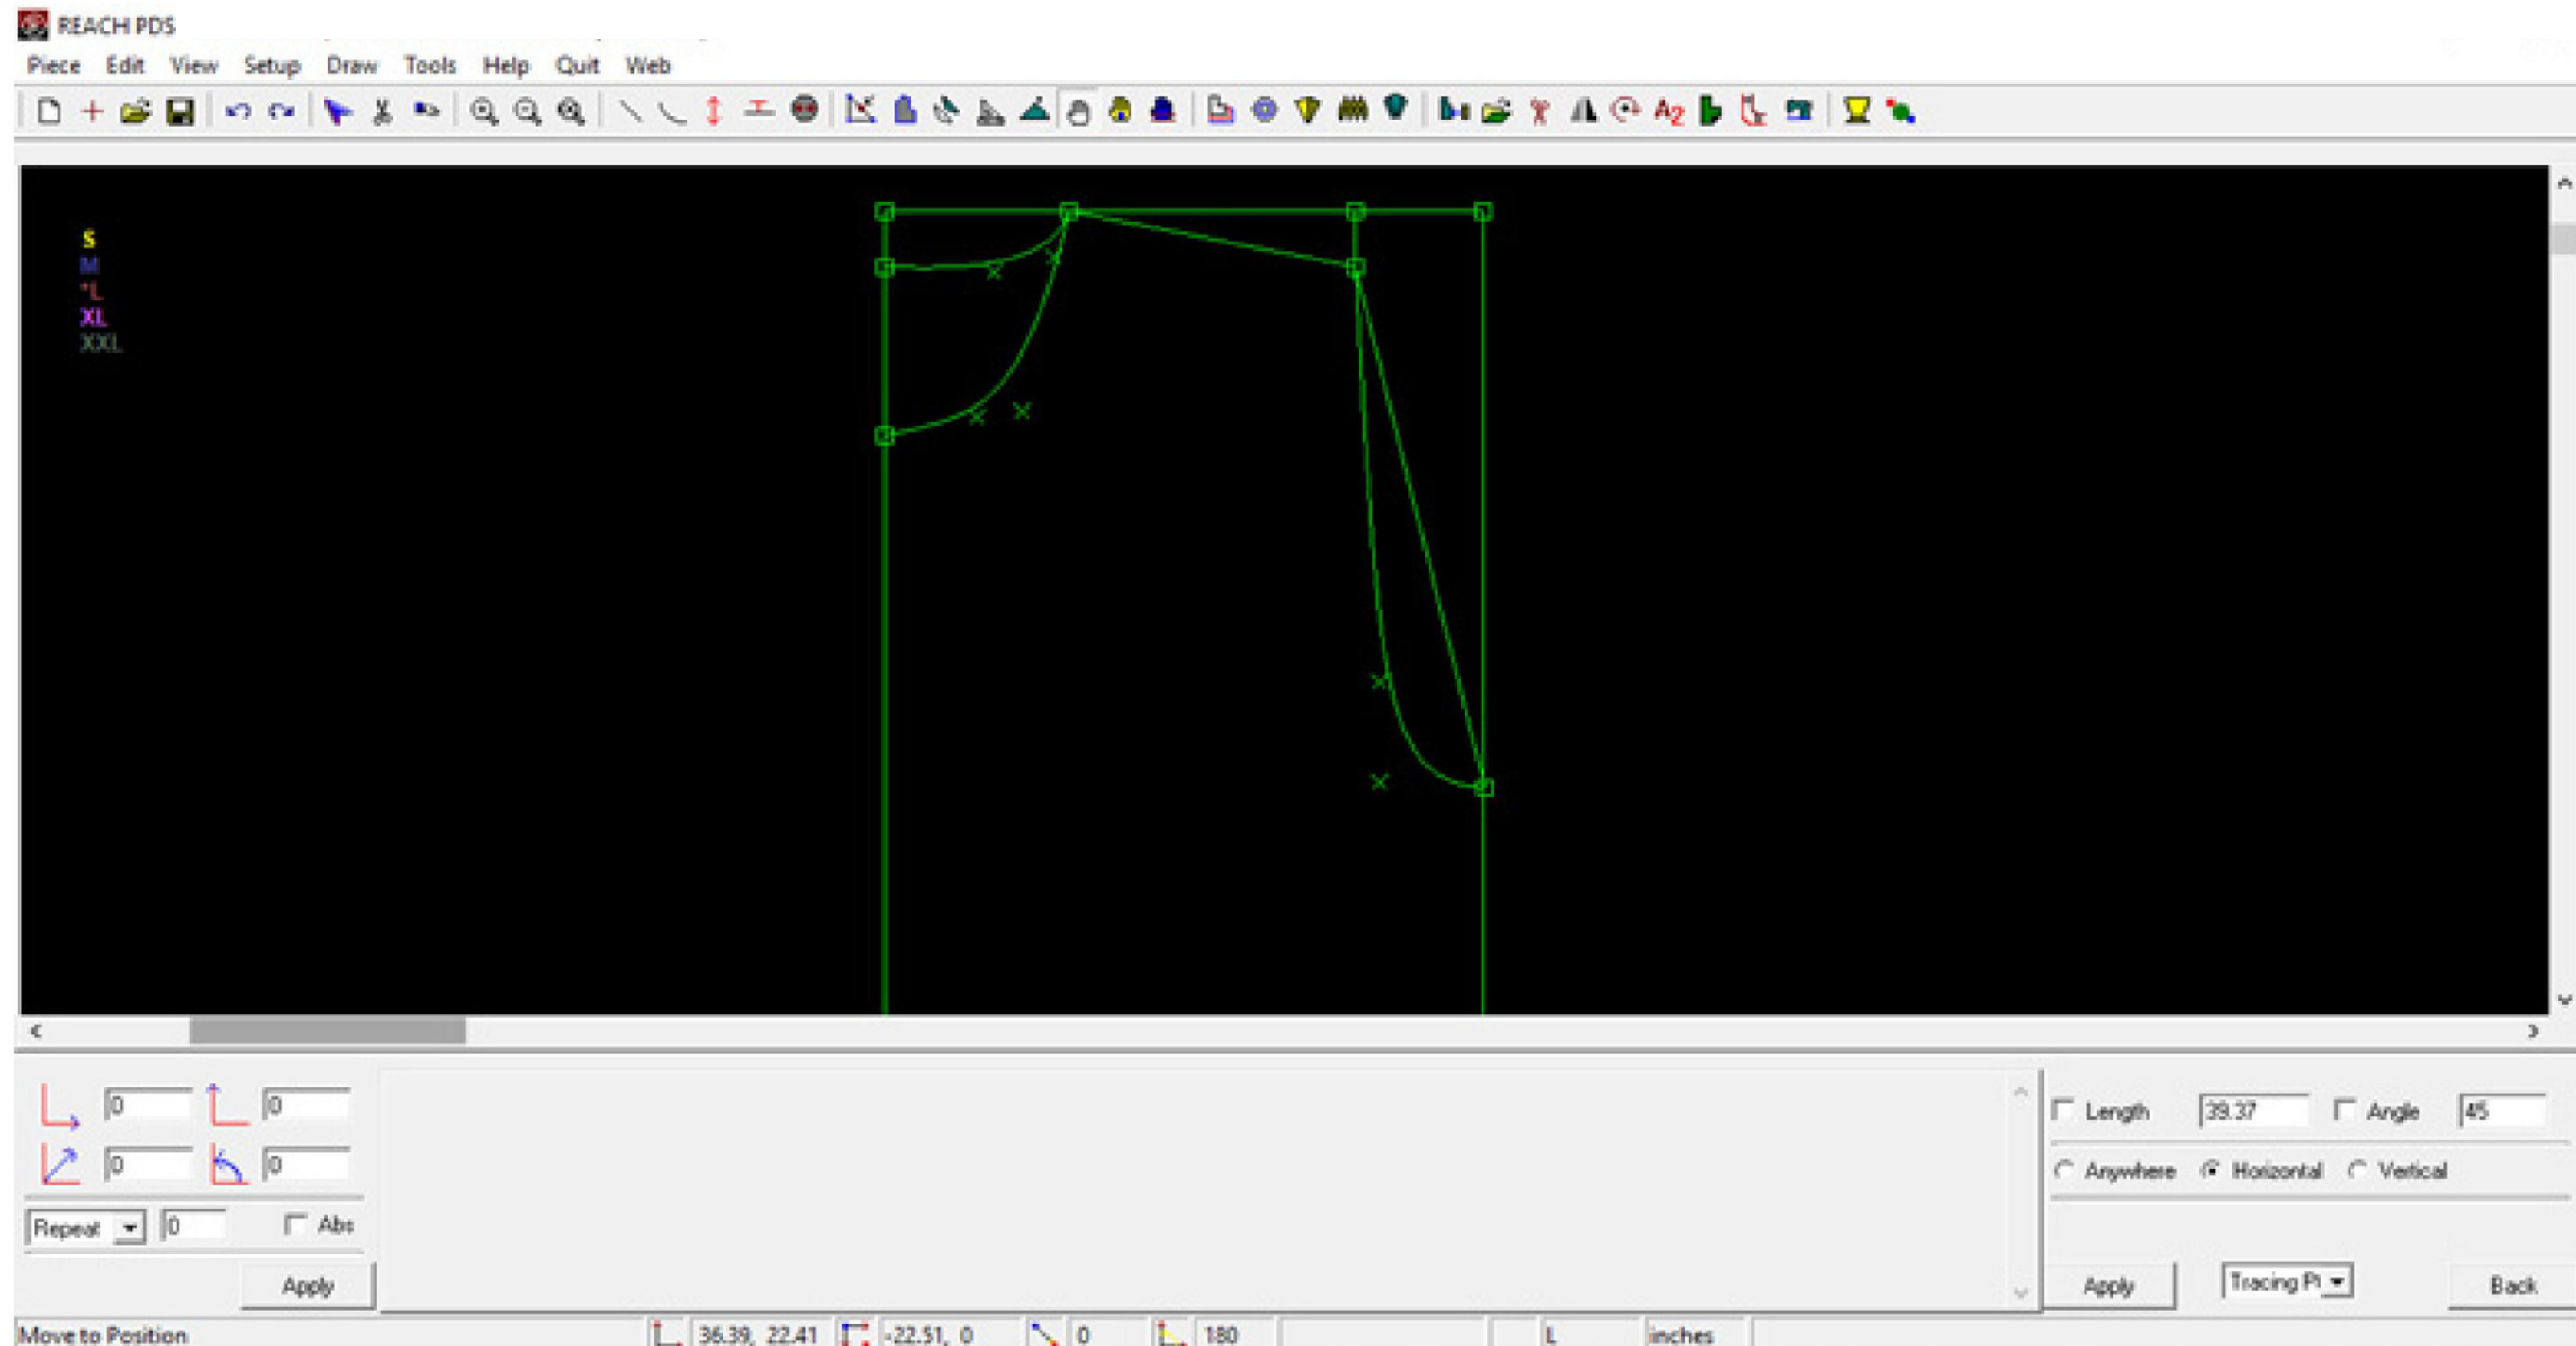 REACH PDS
Piece Edit View Setup Draw Tools Help Quit Web
A2
S
M
*L
XL
XXL
0 0
0 0
Repeat 0 Abs
Apply
Length 39.37 Angle 45
Anywhere Horizontal Vertical
Apply Tracing Pi Back
Move to Position 36.39, 22.41 -22.51, 0 0 180 L inches